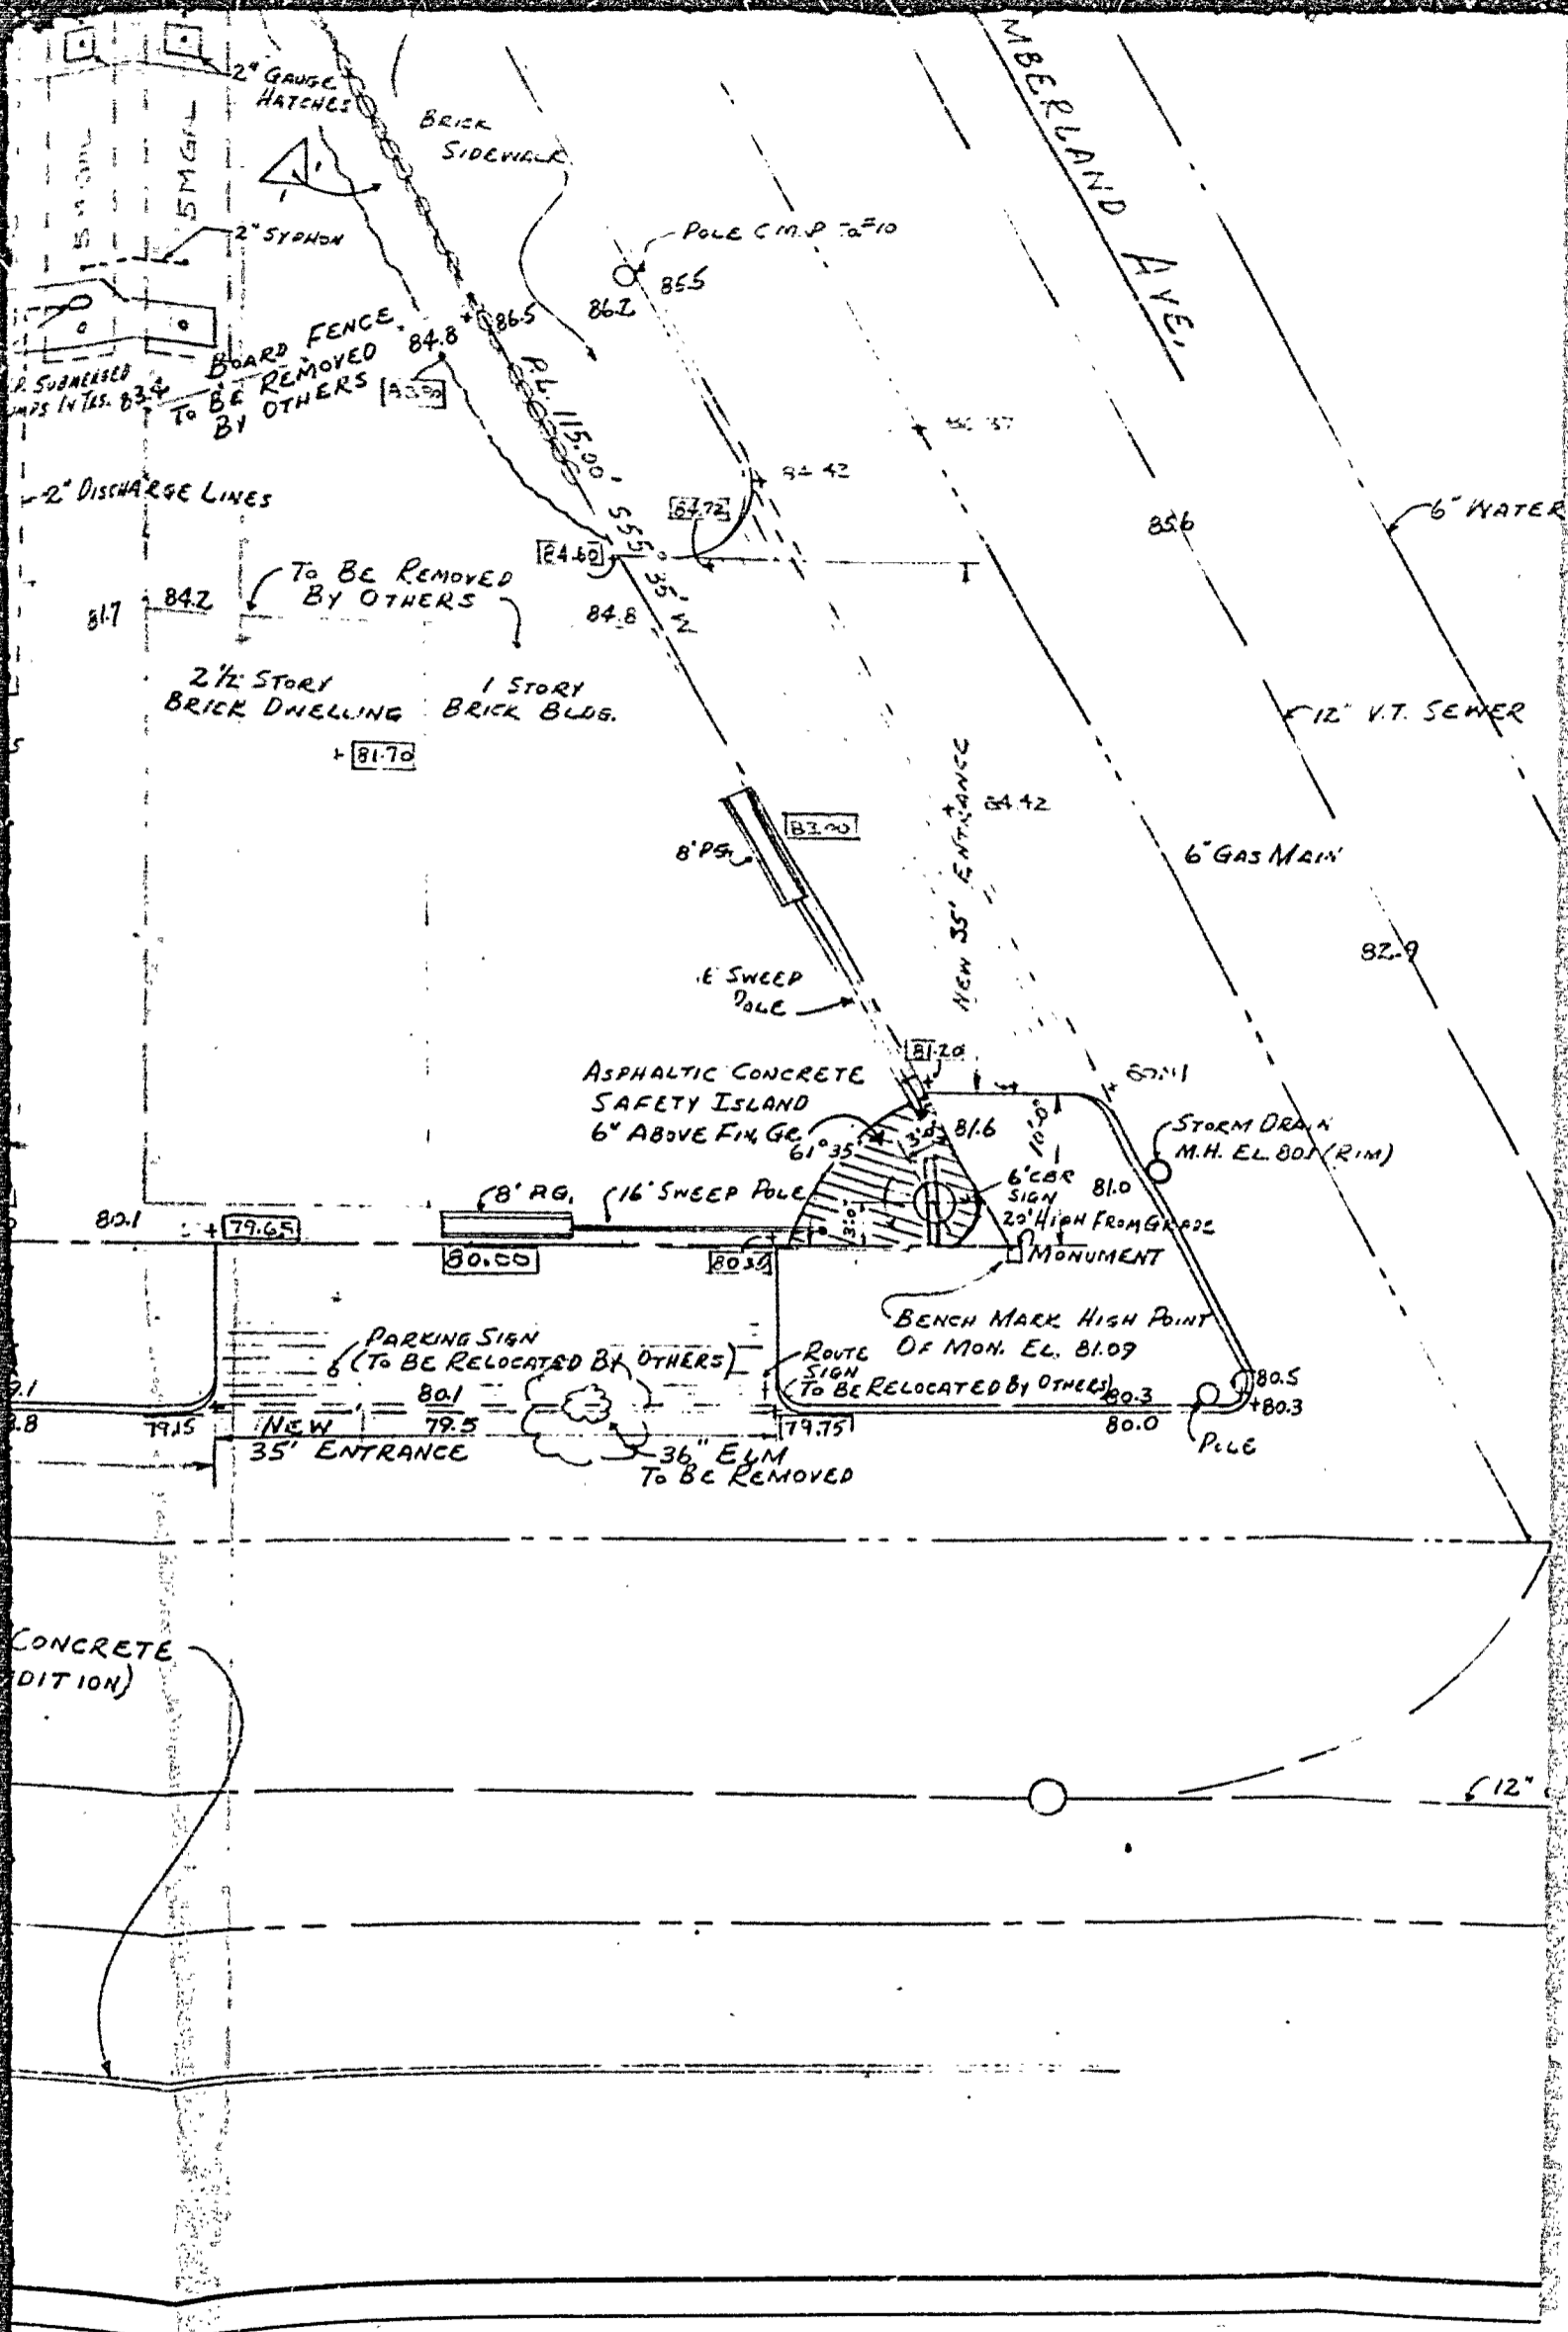 MBERLAND AVE.
2" GAUGE
HATCHES
BRICK
SIDEWALK
5 MGAL
2" SYPHON
POLE C.M.P.
85.5
86.2
86.5
84.8
BOARD FENCE
TO BE REMOVED
BY OTHERS
SUBMERGED
83.4
P.L. 115.00'
S 55° 35' W
84.42
84.72
84.60
2" DISCHARGE LINES
85.6
6" WATER
TO BE REMOVED
BY OTHERS
81.7
84.2
84.8
2 1/2 STORY
BRICK DWELLING
1 STORY
BRICK BLDG.
81.70
12" V.T. SEWER
NEW 35' ENTRANCE
84.42
83.00
8' PG.
6" GAS MAIN
82.9
SWEEP
POLE
81.20
ASPHALTIC CONCRETE
SAFETY ISLAND
6" ABOVE FIN. GR.
61° 35'
3'0"
81.6
10'0"
STORM DRAIN
M.H. EL. 80.1 (RIM)
6' CBR
SIGN
20' HIGH FROM GRADE
81.0
8' PG.
16' SWEEP POLE
3'0"
80.1
79.65
80.00
MONUMENT
BENCH MARK HIGH POINT
OF MON. EL. 81.09
PARKING SIGN
(TO BE RELOCATED BY OTHERS)
ROUTE
SIGN
(TO BE RELOCATED BY OTHERS)
80.3
80.5
80.3
80.1
79.5
79.15
79.75
80.0
NEW
35' ENTRANCE
36" ELM
TO BE REMOVED
POLE
CONCRETE
DITION)
12"